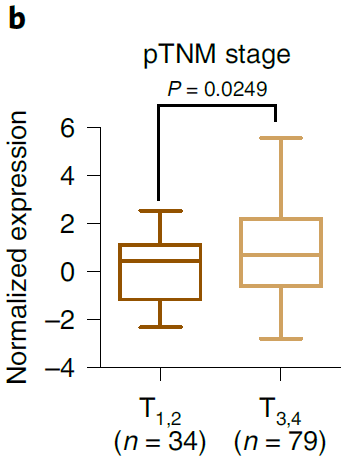 b
pTNM stage
P = 0.0249
Normalized expression
6
4
2
0
−2
−4
T1,2
(n = 34)
T3,4
(n = 79)